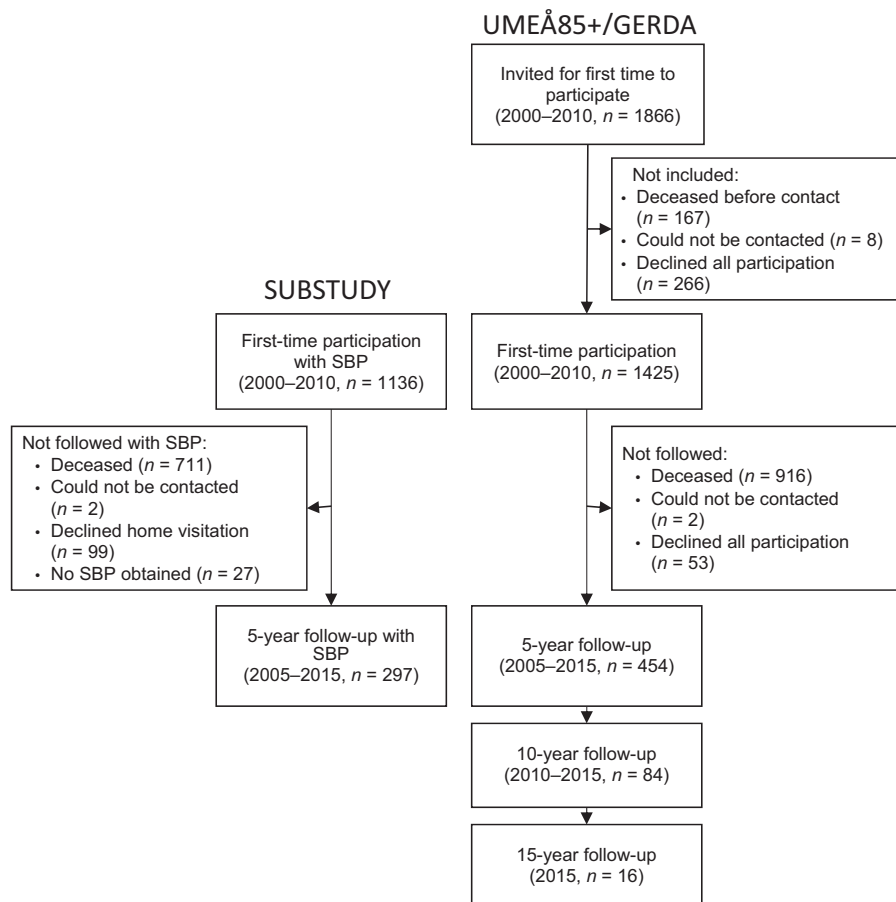 UMEÅ85+/GERDA
Invited for first time to
participate
(2000–2010, n = 1866)
Not included:
• Deceased before contact
(n = 167)
• Could not be contacted (n = 8)
• Declined all participation
(n = 266)
SUBSTUDY
First-time participation
with SBP
(2000–2010, n = 1136)
First-time participation
(2000–2010, n = 1425)
Not followed with SBP:
• Deceased (n = 711)
• Could not be contacted
(n = 2)
• Declined home visitation
(n = 99)
• No SBP obtained (n = 27)
Not followed:
• Deceased (n = 916)
• Could not be contacted
(n = 2)
• Declined all participation
(n = 53)
5-year follow-up with
SBP
(2005–2015, n = 297)
5-year follow-up
(2005–2015, n = 454)
10-year follow-up
(2010–2015, n = 84)
15-year follow-up
(2015, n = 16)